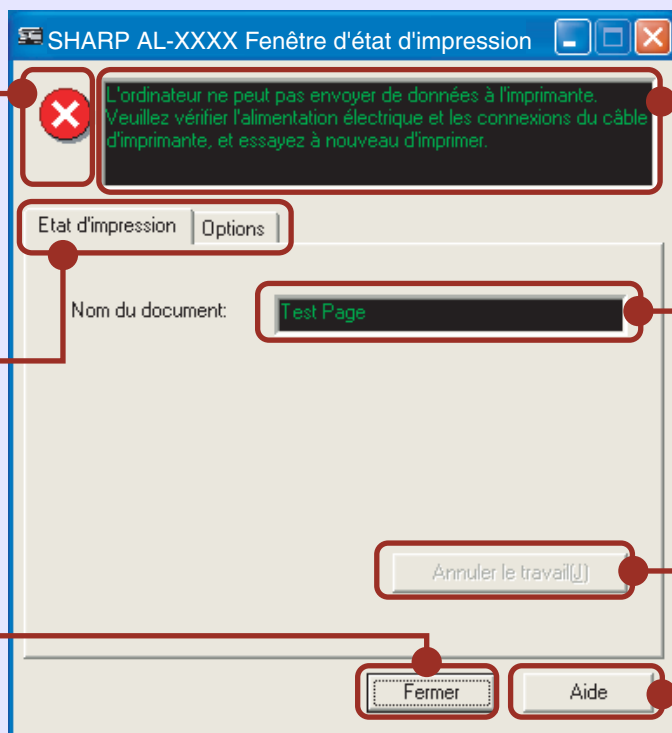 SHARP AL-XXXX Fenêtre d'état d'impression
L'ordinateur ne peut pas envoyer de données à l'imprimante.
Veuillez vérifier l'alimentation électrique et les connexions du câble
d'imprimante, et essayez à nouveau d'imprimer.
Etat d'impression Options
Nom du document: Test Page
Annuler le travail(J)
Fermer Aide